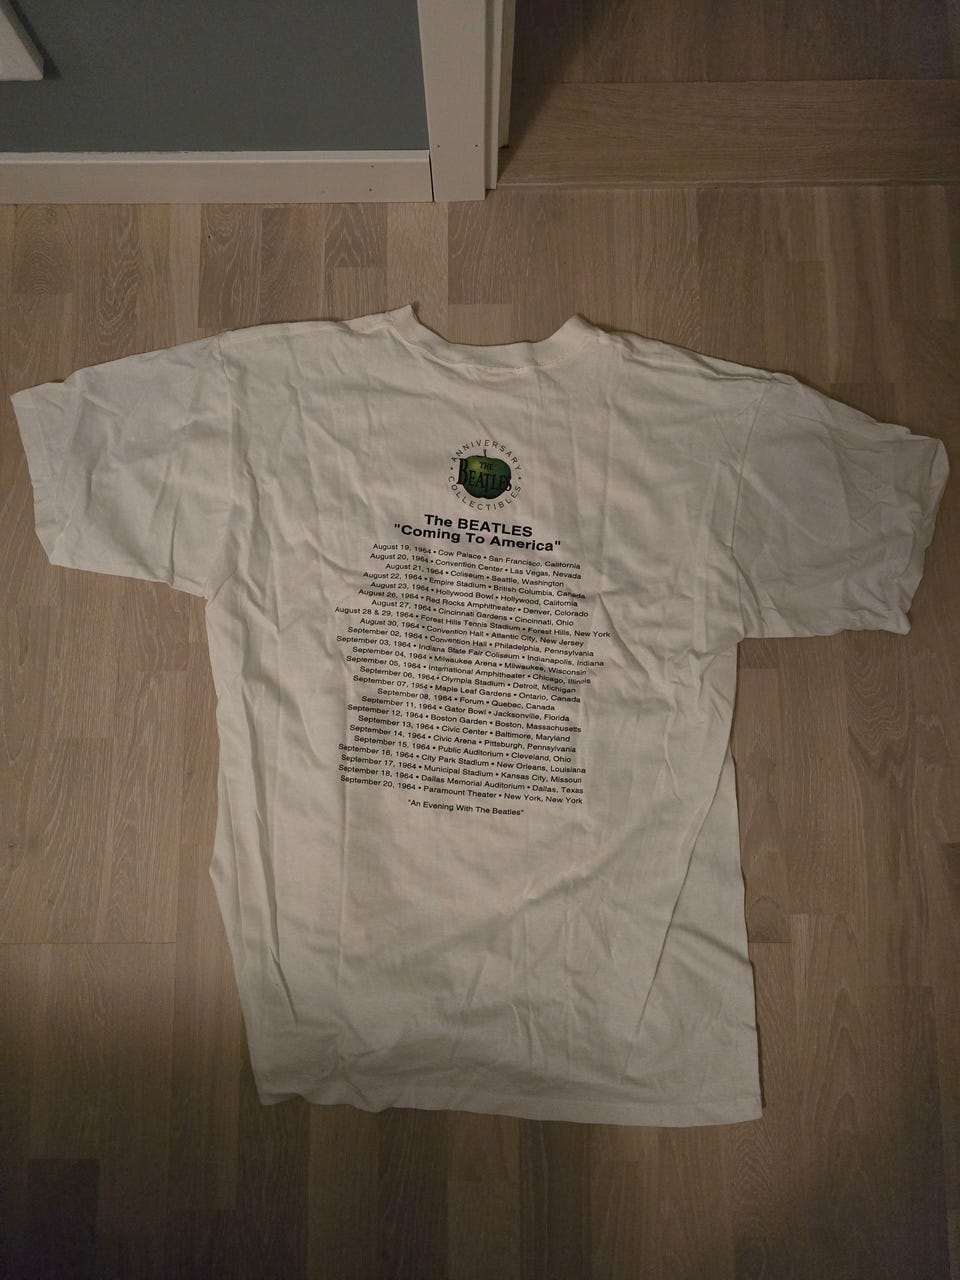 ANNIVERSARY
THE
BEATLES
COLLECTIBLES
The BEATLES
"Coming To America"
August 19, 1964 • Cow Palace • San Francisco, California
August 20, 1964 • Convention Center • Las Vegas, Nevada
August 21, 1964 • Coliseum • Seattle, Washington
August 22, 1964 • Empire Stadium • British Columbia, Canada
August 23, 1964 • Hollywood Bowl • Hollywood, California
August 26, 1964 • Red Rocks Amphitheater • Denver, Colorado
August 27, 1964 • Cincinnati Gardens • Cincinnati, Ohio
August 28 & 29, 1964 • Forest Hills Tennis Stadium • Forest Hills, New York
August 30, 1964 • Convention Hall • Atlantic City, New Jersey
September 02, 1964 • Convention Hall • Philadelphia, Pennsylvania
September 03, 1964 • Indiana State Fair Coliseum • Indianapolis, Indiana
September 04, 1964 • Milwaukee Arena • Milwaukee, Wisconsin
September 05, 1964 • International Amphitheater • Chicago, Illinois
September 06, 1964 • Olympia Stadium • Detroit, Michigan
September 07, 1964 • Maple Leaf Gardens • Ontario, Canada
September 08, 1964 • Forum • Quebec, Canada
September 11, 1964 • Gator Bowl • Jacksonville, Florida
September 12, 1964 • Boston Garden • Boston, Massachusetts
September 13, 1964 • Civic Center • Baltimore, Maryland
September 14, 1964 • Civic Arena • Pittsburgh, Pennsylvania
September 15, 1964 • Public Auditorium • Cleveland, Ohio
September 16, 1964 • City Park Stadium • New Orleans, Louisiana
September 17, 1964 • Municipal Stadium • Kansas City, Missouri
September 18, 1964 • Dallas Memorial Auditorium • Dallas, Texas
September 20, 1964 • Paramount Theater • New York, New York
"An Evening With The Beatles"